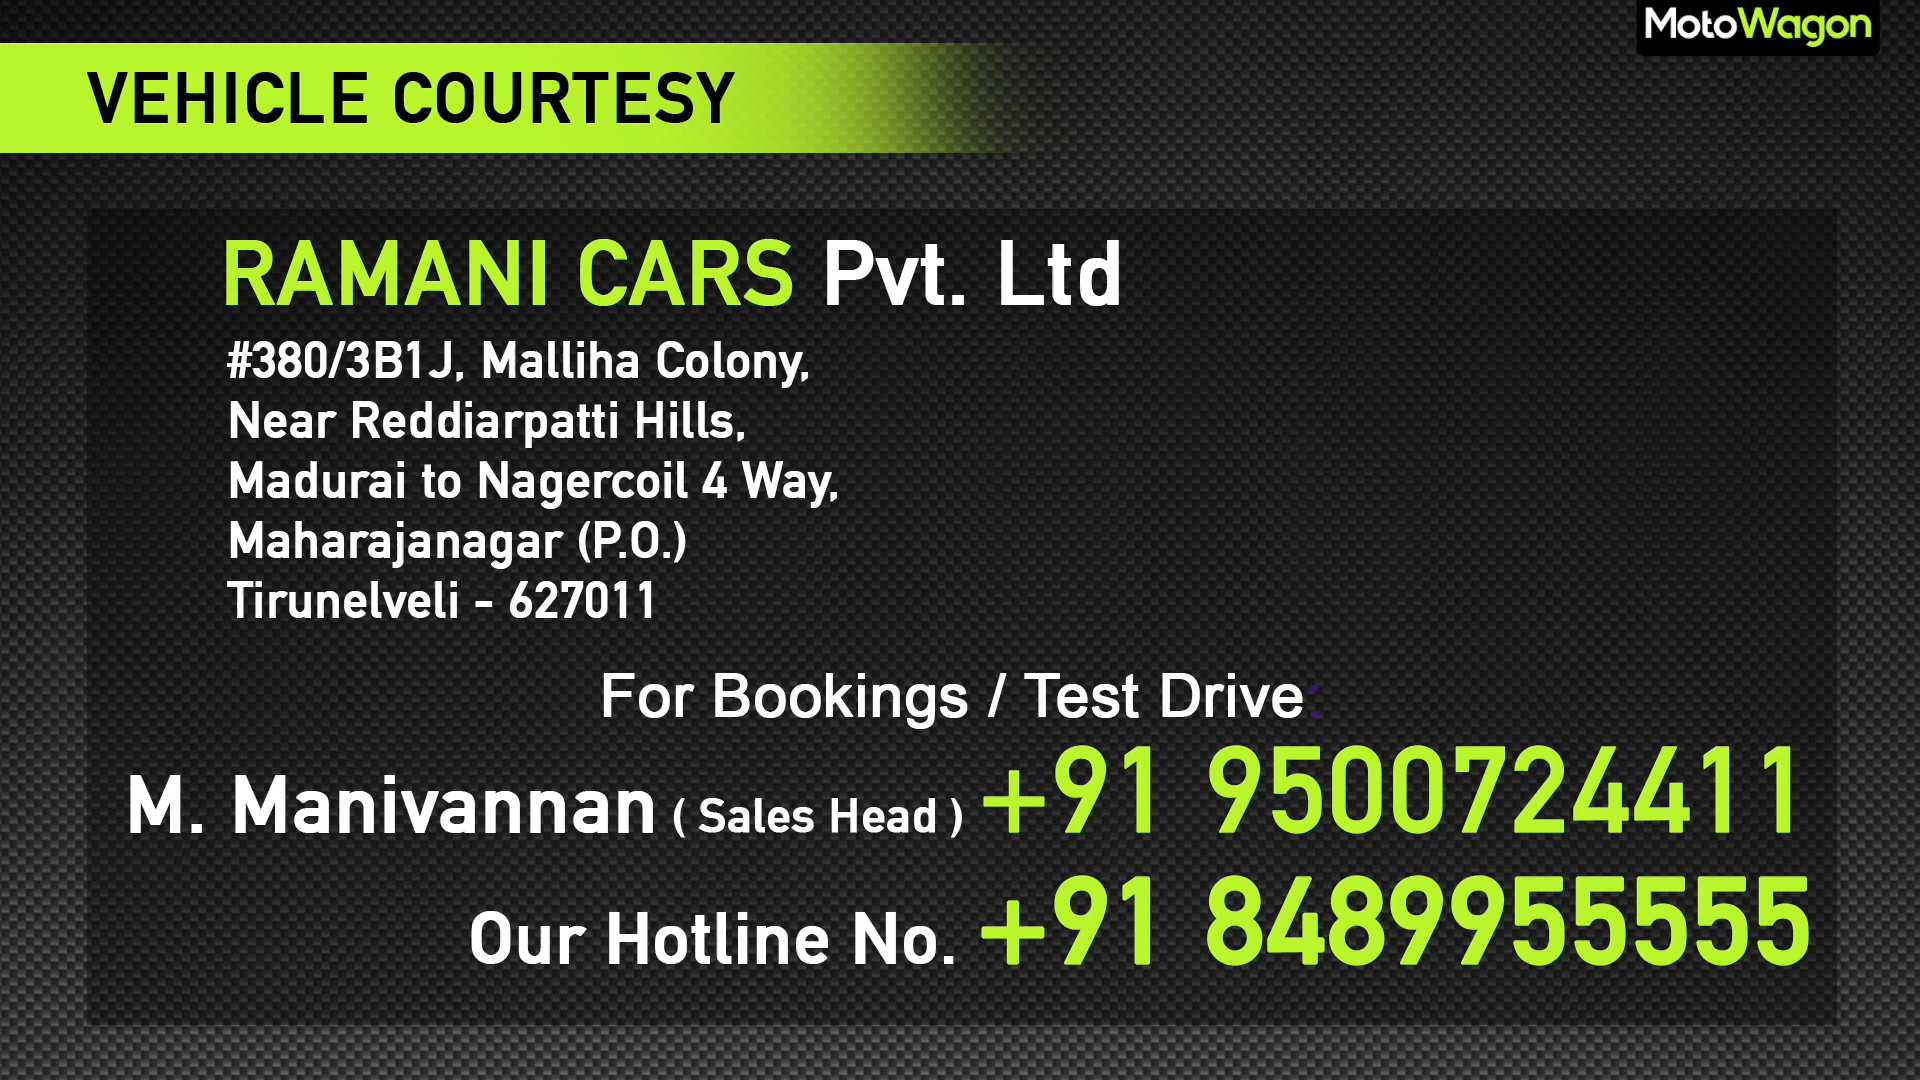 MotoWagon
VEHICLE COURTESY
RAMANI CARS Pvt. Ltd
#380/3B1J, Malliha Colony,
Near Reddiarpatti Hills,
Madurai to Nagercoil 4 Way,
Maharajanagar (P.O.)
Tirunelveli - 627011
For Bookings / Test Drive:
M. Manivannan ( Sales Head ) +91 9500724411
Our Hotline No. +91 8489955555